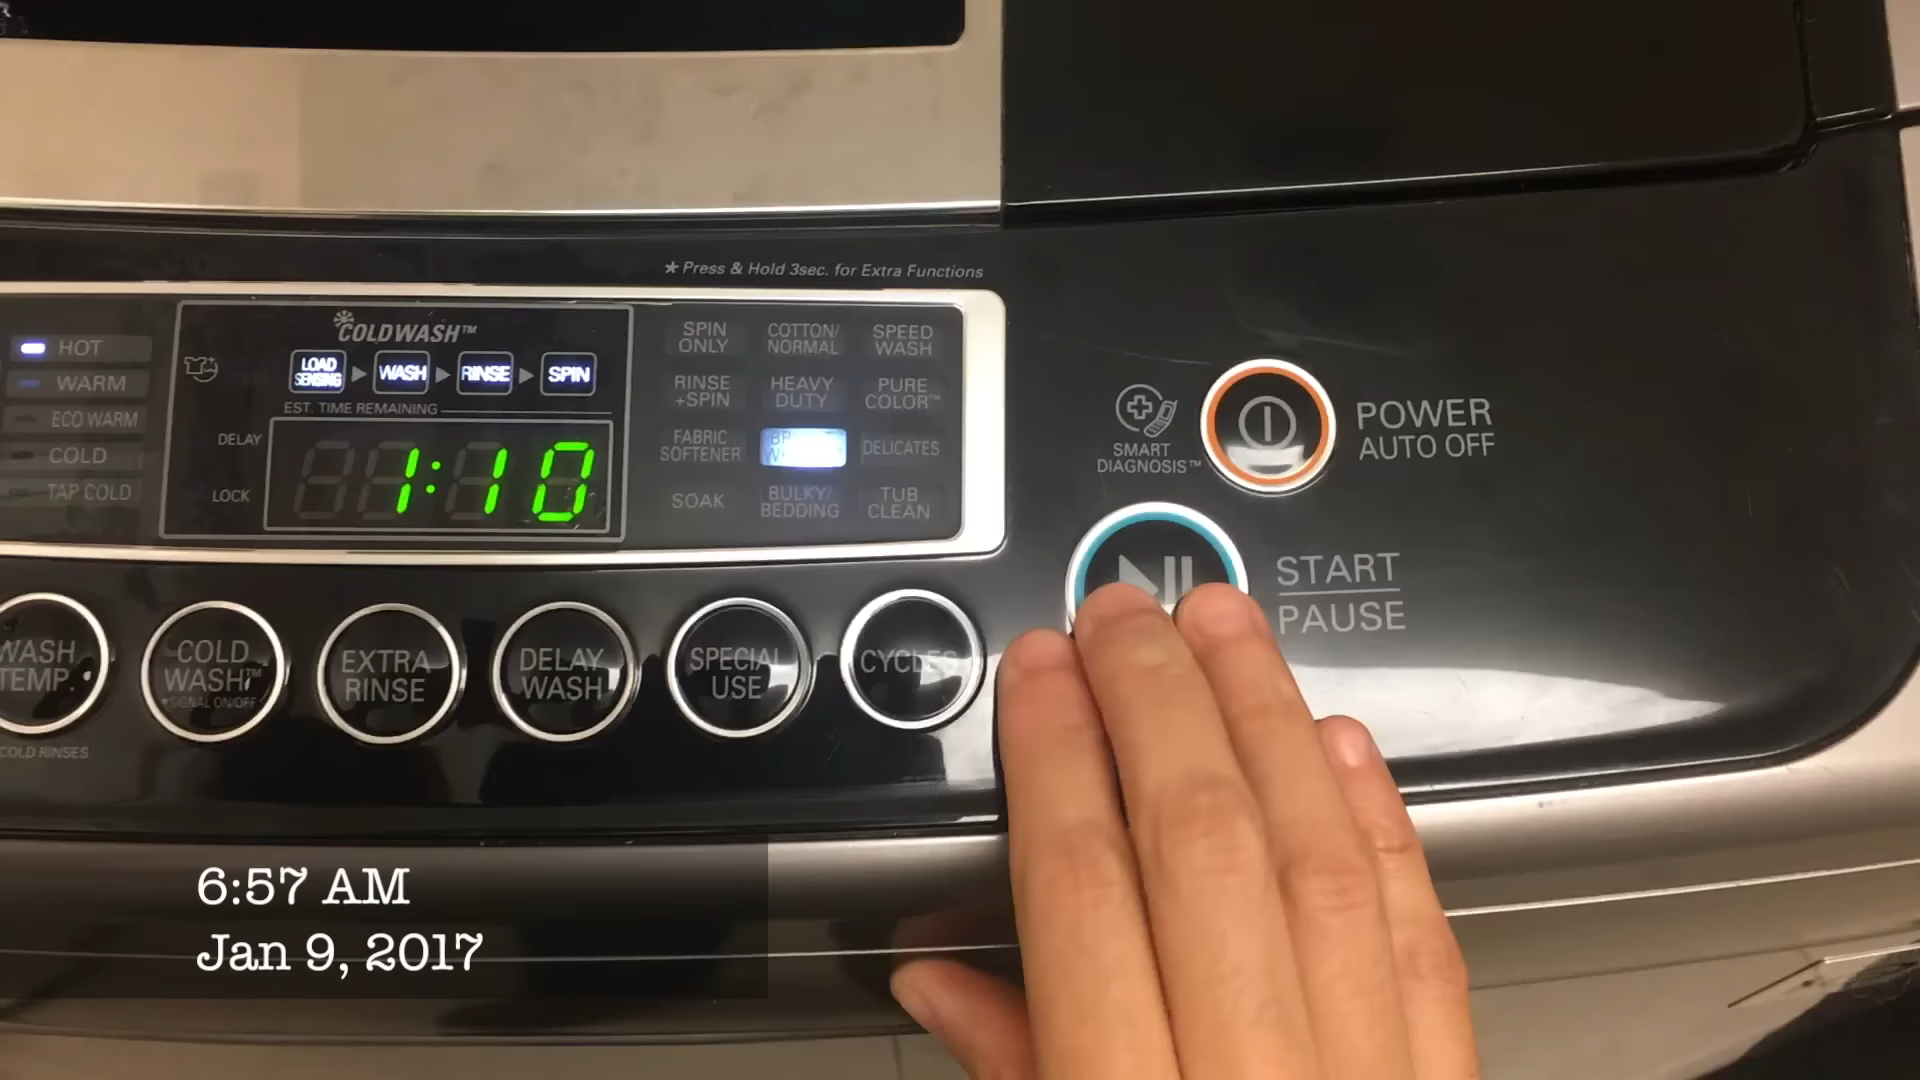 * Press & Hold 3sec. for Extra Functions
HOT
WARM
ECO WARM
COLD
TAP COLD
COLDWASH™
LOAD SENSING
WASH
RINSE
SPIN
EST. TIME REMAINING
DELAY
LOCK
1:10
SPIN ONLY
COTTON/ NORMAL
SPEED WASH
RINSE +SPIN
HEAVY DUTY
PURE COLOR™
FABRIC SOFTENER
DELICATES
SOAK
BULKY/ BEDDING
TUB CLEAN
SMART
DIAGNOSIS™
POWER
AUTO OFF
START
PAUSE
WASH
TEMP.
COLD RINSES
COLD
WASH™
*SIGNAL ON/OFF
EXTRA
RINSE
DELAY
WASH
SPECIAL
USE
CYCLES
6:57 AM
Jan 9, 2017